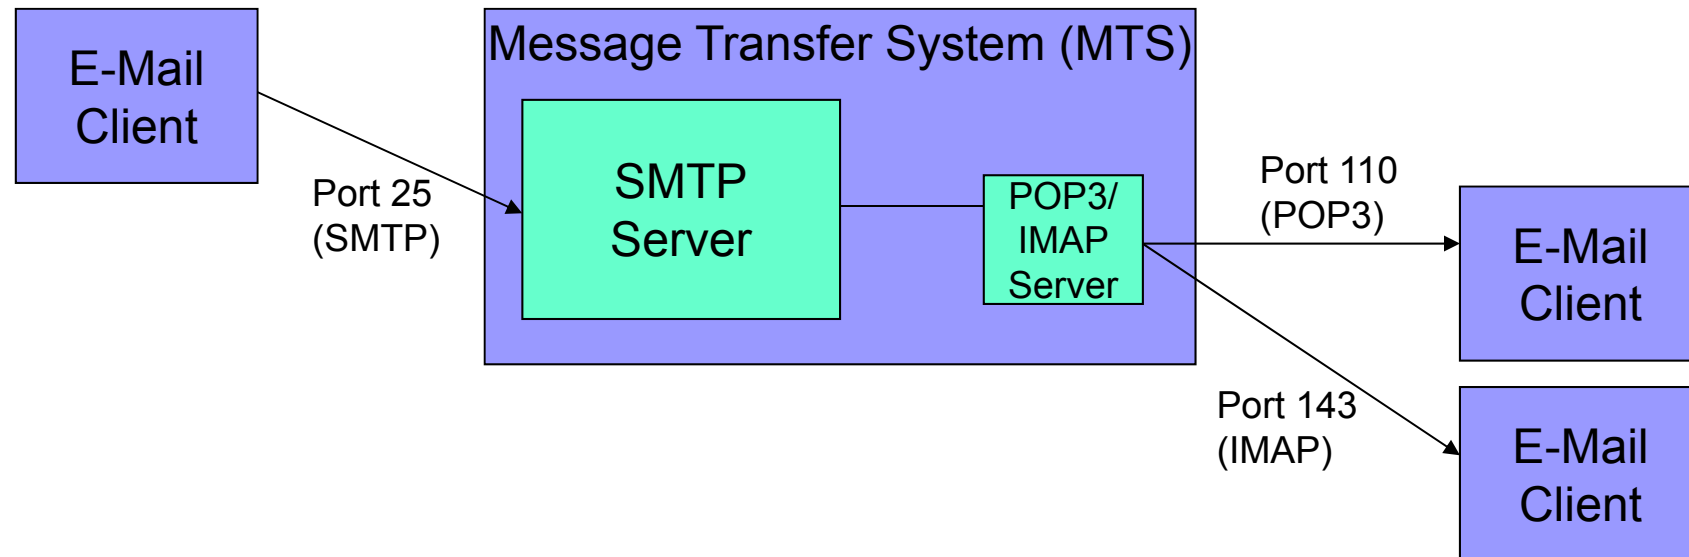 E-Mail
Client
Message Transfer System (MTS)
SMTP
Server
Port 25
(SMTP)
POP3/
IMAP
Server
Port 110
(POP3)
E-Mail
Client
Port 143
(IMAP)
E-Mail
Client